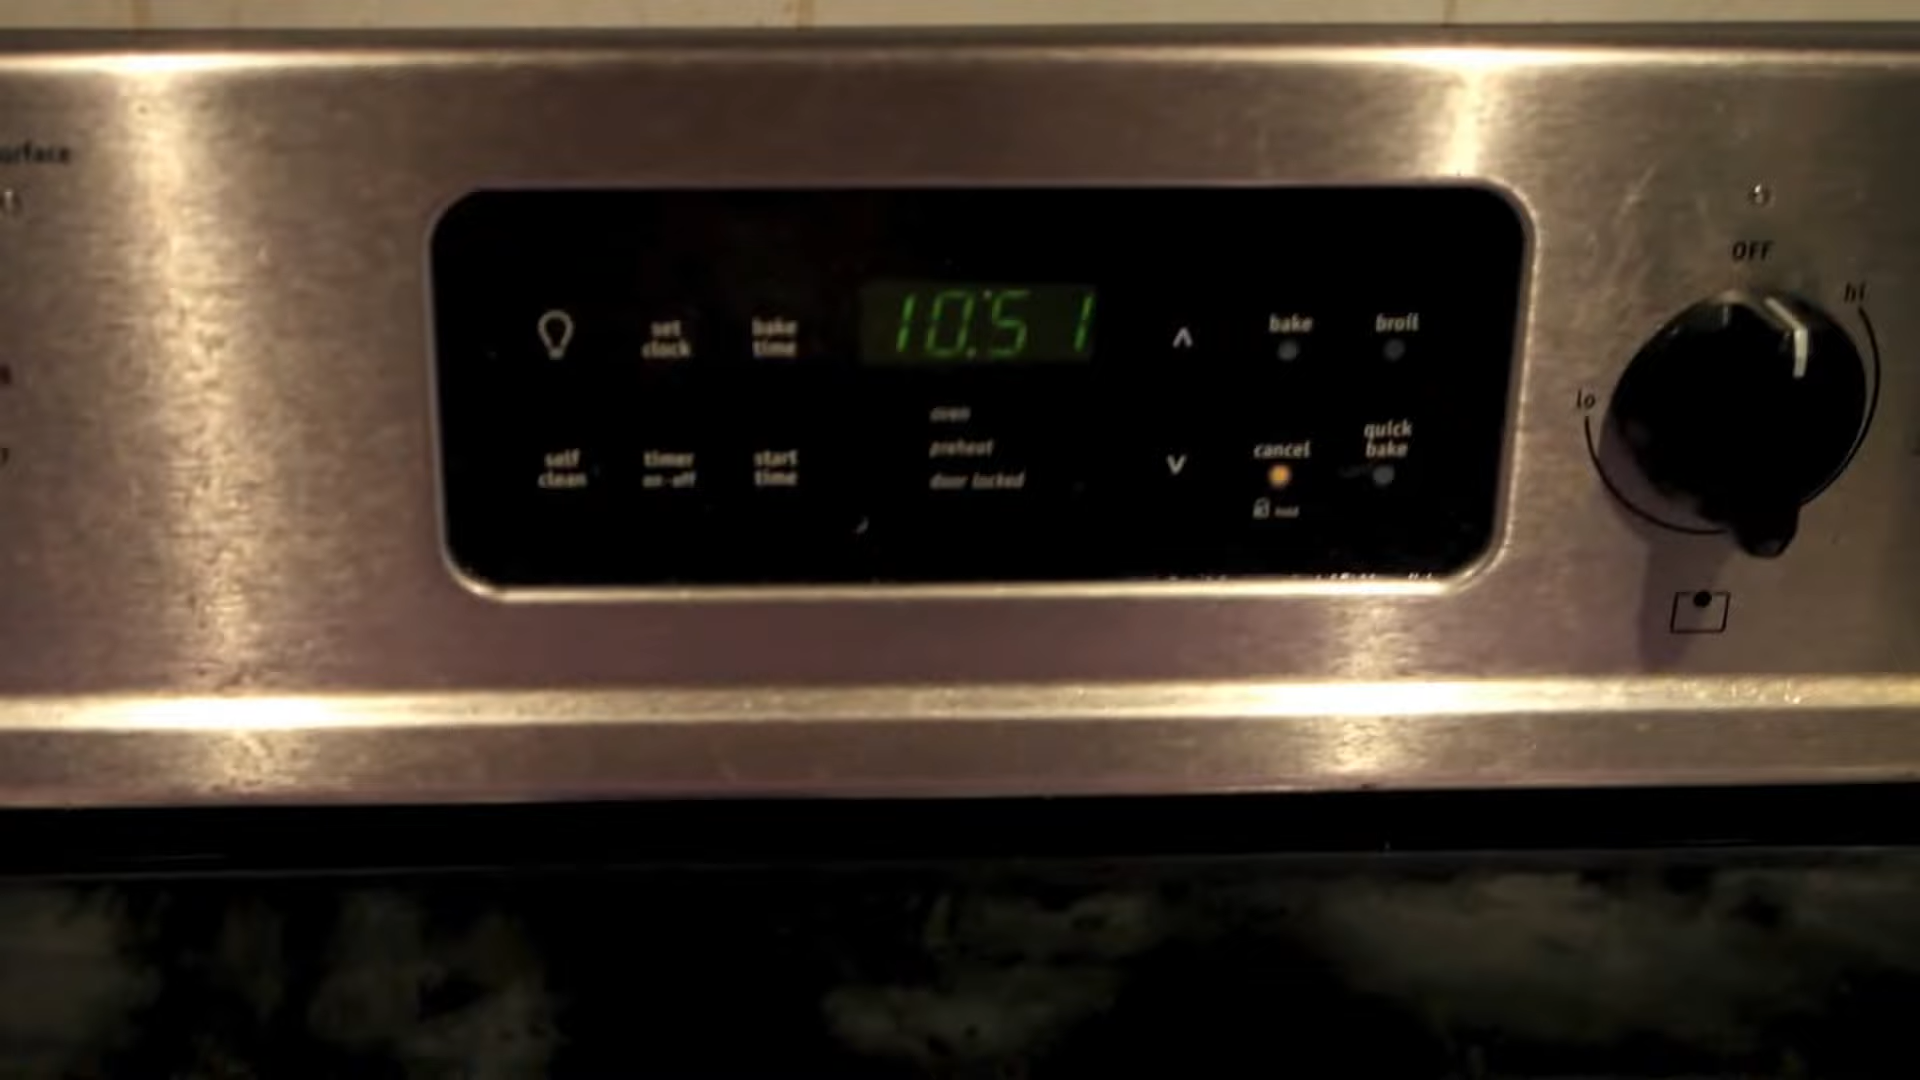 OFF
hi
10:51
set clock
bake time
bake
broil
lo
oven
preheat
door locked
self clean
timer on-off
start time
cancel
quick bake
hold